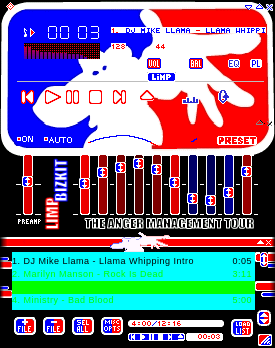 00 03
1. DJ MIKE LLAMA - LLAMA WHIPPI
128 44
VOL BAL EQ PL
LiMP
ON AUTO PRESET
PREAMP
LIMP BIZKIT
THE ANGER MANAGEMENT TOUR
1. DJ Mike Llama - Llama Whipping Intro 0:05
2. Marilyn Manson - Rock Is Dead 3:11
4. Ministry - Bad Blood 5:00
+ FILE - FILE SEL ALL MISC OPTS 4:00/12:16 LOAD LIST
00:03